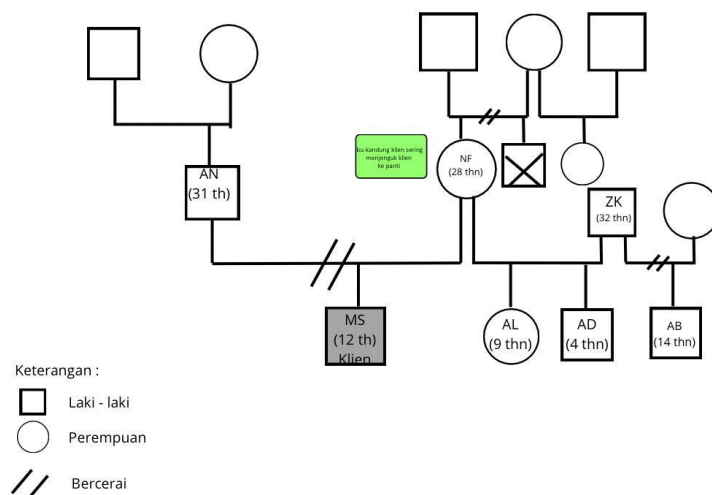 bu kandung klien sering
menjenguk klien
ke panti
NF
(28 thn)
AN
(31 th)
ZK
(32 thn)
MS
(12 th)
Klien
AL
(9 thn)
AD
(4 thn)
AB
(14 thn)
Keterangan :
Laki - laki
Perempuan
Bercerai